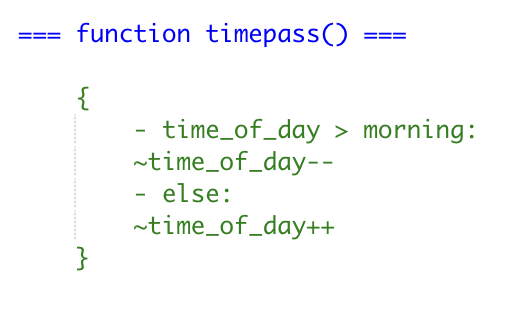 === function timepass() ===
{
- time_of_day > morning:
~time_of_day--
- else:
~time_of_day++
}